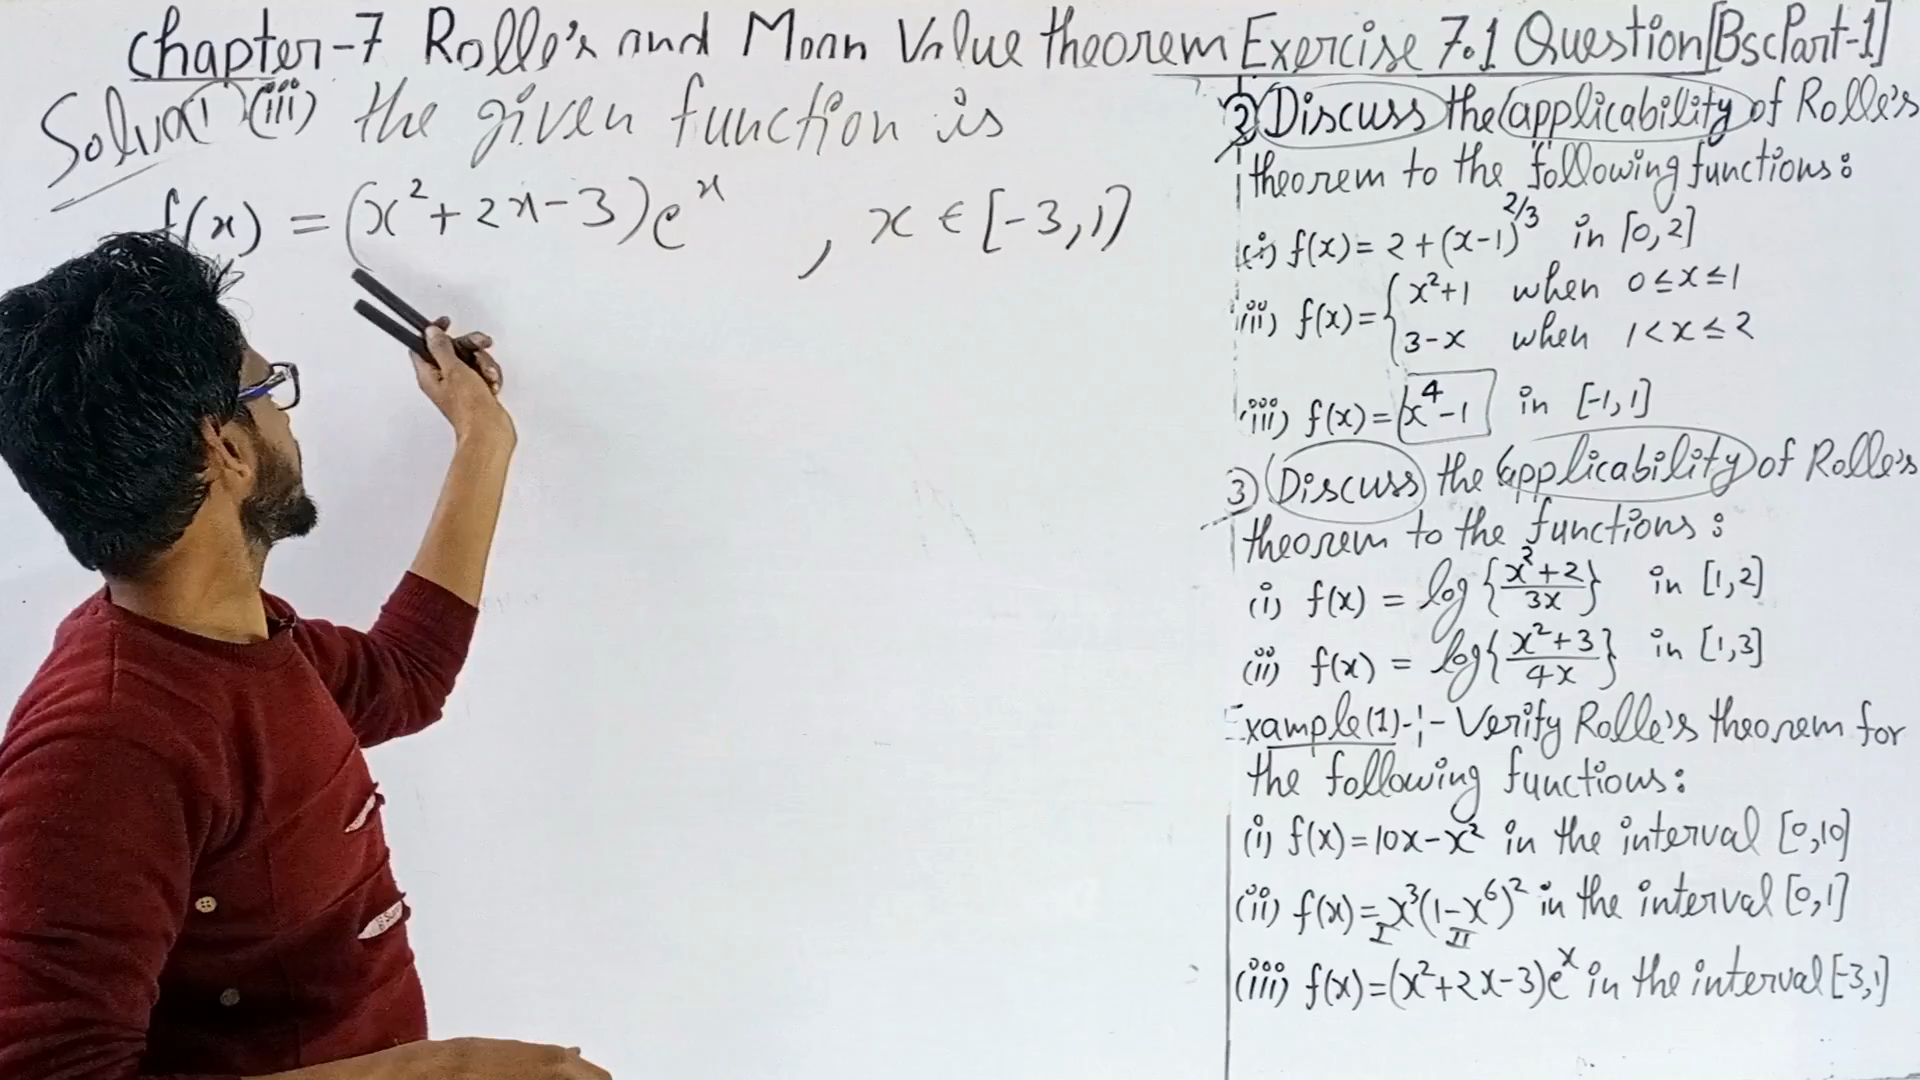 Chapter-7 Rolle's and Mean Value theorem Exercise 7.1 Question [Bsc Part-1]
Solun 1 (iii) the given function is
f(x) = (x²+2x-3)eˣ , x ∈ [-3,1]
2) Discuss the applicability of Rolle's
theorem to the following functions:
(i) f(x) = 2+(x-1)^2/3 in [0,2]
(ii) f(x) = { x²+1 when 0≤x≤1
3-x when 1<x≤2
(iii) f(x) = x⁴-1 in [-1,1]
3) Discuss the applicability of Rolle's
theorem to the functions:
(i) f(x) = log{x²+2/3x} in [1,2]
(ii) f(x) = log{x²+3/4x} in [1,3]
Example(1)-:- Verify Rolle's theorem for
the following functions:
(i) f(x)=10x-x² in the interval [0,10]
(ii) f(x)=x³(1-x⁶)² in the interval [0,1]
I II
(iii) f(x)=(x²+2x-3)eˣ in the interval [-3,1]